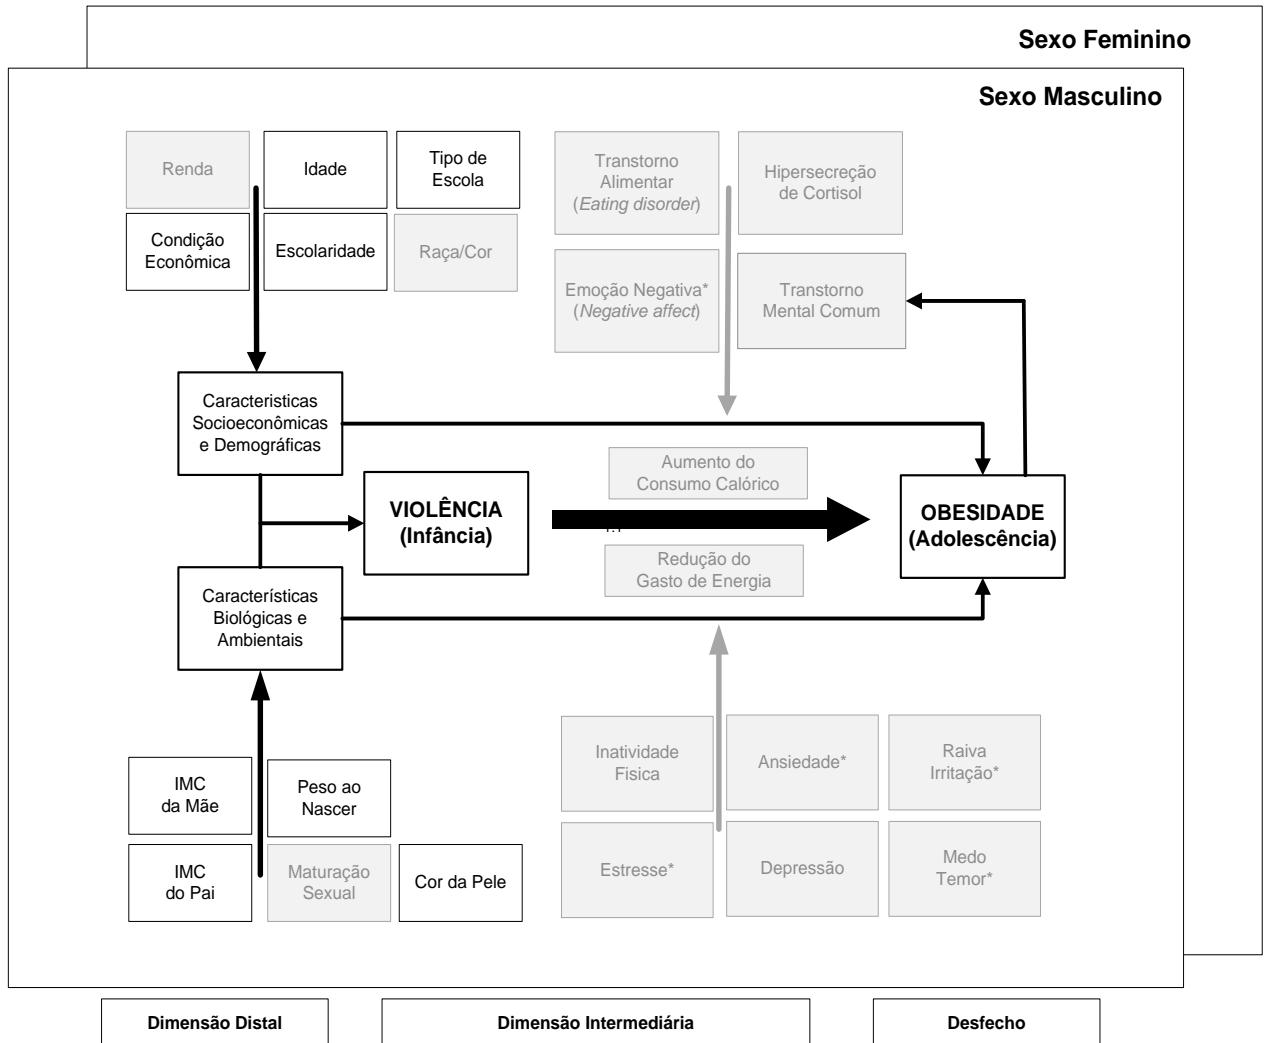 Sexo Feminino
Sexo Masculino
Renda
Idade
Tipo de
Escola
Condição
Econômica
Escolaridade
Raça/Cor
Transtorno
Alimentar
(Eating disorder)
Hipersecreção
de Cortisol
Emoção Negativa*
(Negative affect)
Transtorno
Mental Comum
Caracteristicas
Socioeconômicas
e Demográficas
Aumento do
Consumo Calórico
VIOLÊNCIA
(Infância)
OBESIDADE
(Adolescência)
Redução do
Gasto de Energia
Características
Biológicas e
Ambientais
IMC
da Mãe
Peso ao
Nascer
IMC
do Pai
Maturação
Sexual
Cor da Pele
Inatividade
Fisica
Ansiedade*
Raiva
Irritação*
Estresse*
Depressão
Medo
Temor*
Dimensão Distal
Dimensão Intermediária
Desfecho